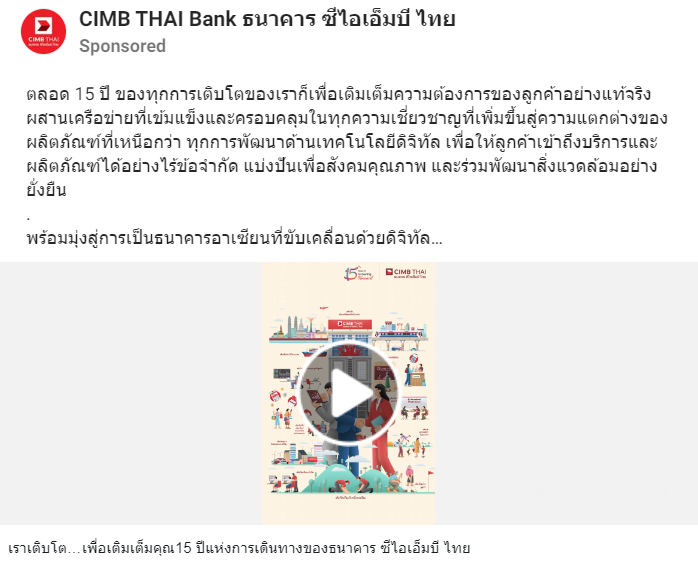 CIMB THAI Bank ธนาคาร ซีไอเอ็มบี ไทย
Sponsored
ตลอด 15 ปี ของทุกการเติบโตของเราก็เพื่อเติมเต็มความต้องการของลูกค้าอย่างแท้จริง
ผสานเครือข่ายที่เข้มแข็งและครอบคลุมในทุกความเชี่ยวชาญที่เพิ่มขึ้นสู่ความแตกต่างของ
ผลิตภัณฑ์ที่เหนือกว่า ทุกการพัฒนาด้านเทคโนโลยีดิจิทัล เพื่อให้ลูกค้าเข้าถึงบริการและ
ผลิตภัณฑ์ได้อย่างไร้ข้อจำกัด แบ่งปันเพื่อสังคมคุณภาพ และร่วมพัฒนาสิ่งแวดล้อมอย่าง
ยั่งยืน
.
พร้อมมุ่งสู่การเป็นธนาคารอาเซียนที่ขับเคลื่อนด้วยดิจิทัล...
15
CIMB THAI
CIMB THAI
เราเติบโต...เพื่อเติมเต็มคุณ15 ปีแห่งการเดินทางของธนาคาร ซีไอเอ็มบี ไทย